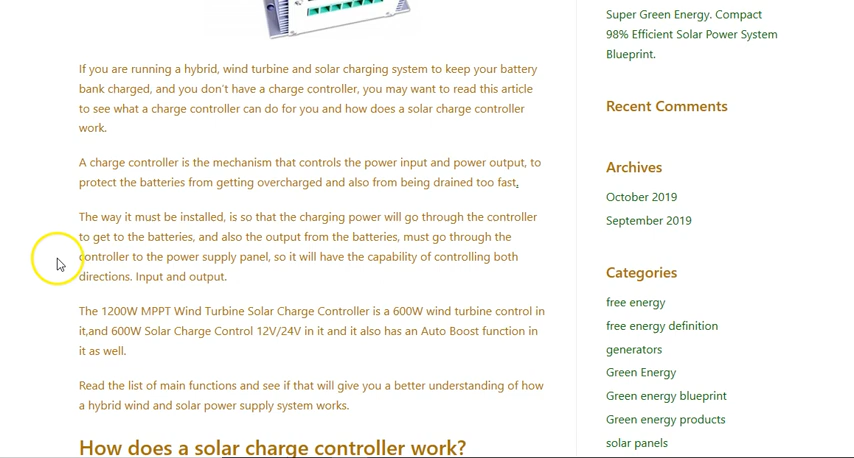 If you are running a hybrid, wind turbine and solar charging system to keep your battery
bank charged, and you don't have a charge controller, you may want to read this article
to see what a charge controller can do for you and how does a solar charge controller
work.
A charge controller is the mechanism that controls the power input and power output, to
protect the batteries from getting overcharged and also from being drained too fast.
The way it must be installed, is so that the charging power will go through the controller
to get to the batteries, and also the output from the batteries, must go through the
controller to the power supply panel, so it will have the capability of controlling both
directions. Input and output.
The 1200W MPPT Wind Turbine Solar Charge Controller is a 600W wind turbine control in
it,and 600W Solar Charge Control 12V/24V in it and it also has an Auto Boost function in
it as well.
Read the list of main functions and see if that will give you a better understanding of how
a hybrid wind and solar power supply system works.
How does a solar charge controller work?
Super Green Energy. Compact
98% Efficient Solar Power System
Blueprint.
Recent Comments
Archives
October 2019
September 2019
Categories
free energy
free energy definition
generators
Green Energy
Green energy blueprint
Green energy products
solar panels